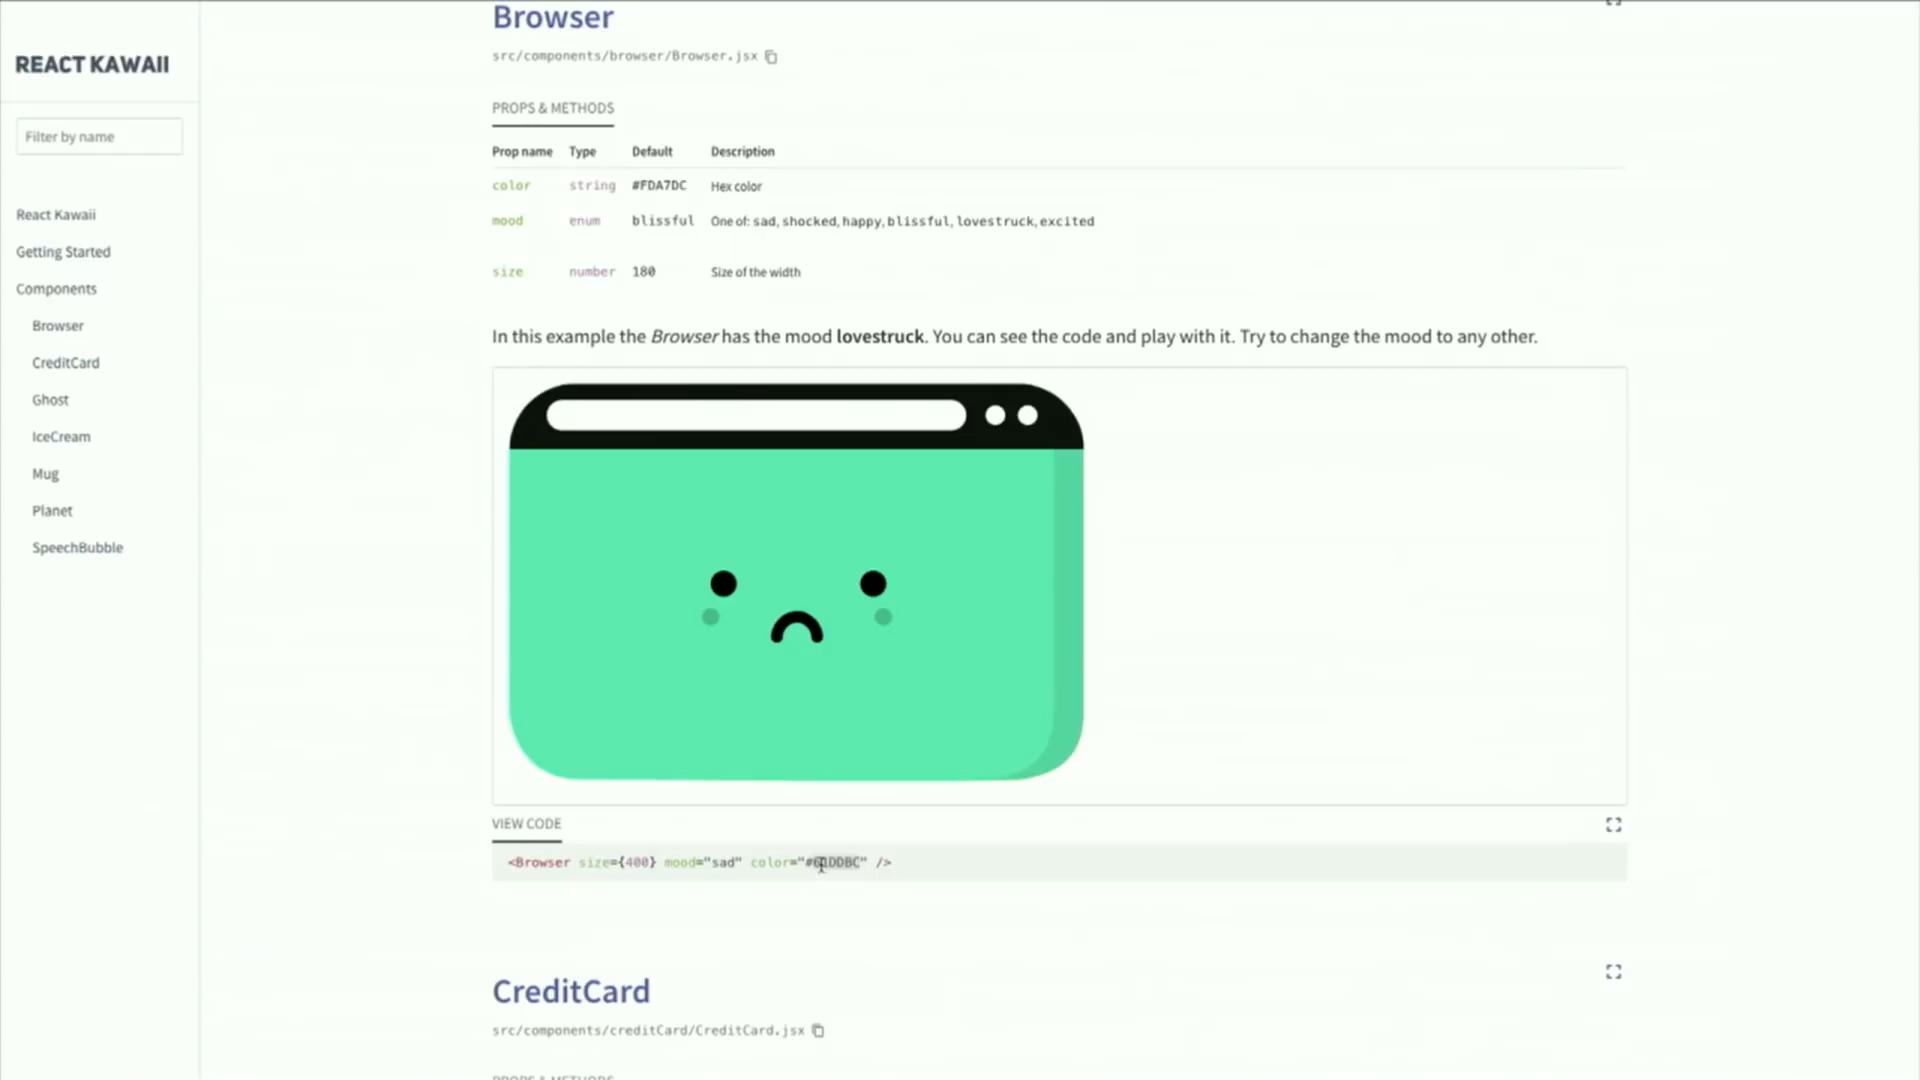 Browser
REACT KAWAII
src/components/browser/Browser.jsx
PROPS & METHODS
Filter by name
Prop name Type Default Description
color string #FDA7DC Hex color
mood enum blissful One of: sad, shocked, happy, blissful, lovestruck, excited
size number 180 Size of the width
React Kawaii
Getting Started
Components
Browser
CreditCard
Ghost
IceCream
Mug
Planet
SpeechBubble
In this example the Browser has the mood lovestruck. You can see the code and play with it. Try to change the mood to any other.
VIEW CODE
<Browser size={400} mood="sad" color="#61DDBC" />
CreditCard
src/components/creditCard/CreditCard.jsx
PROPS & METHODS